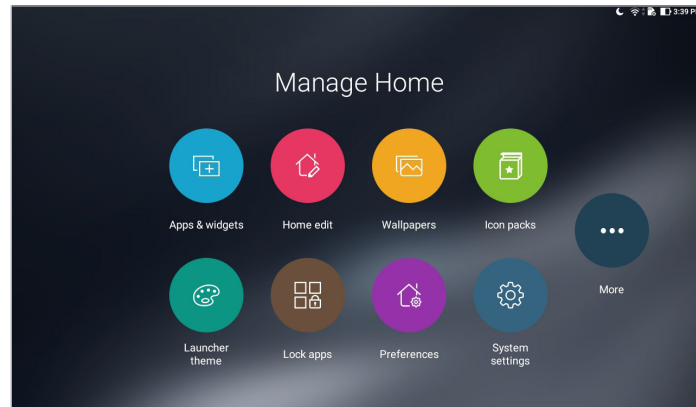 3:39 P
Manage Home
Apps & widgets
Home edit
Wallpapers
Icon packs
More
Launcher
theme
Lock apps
Preferences
System
settings